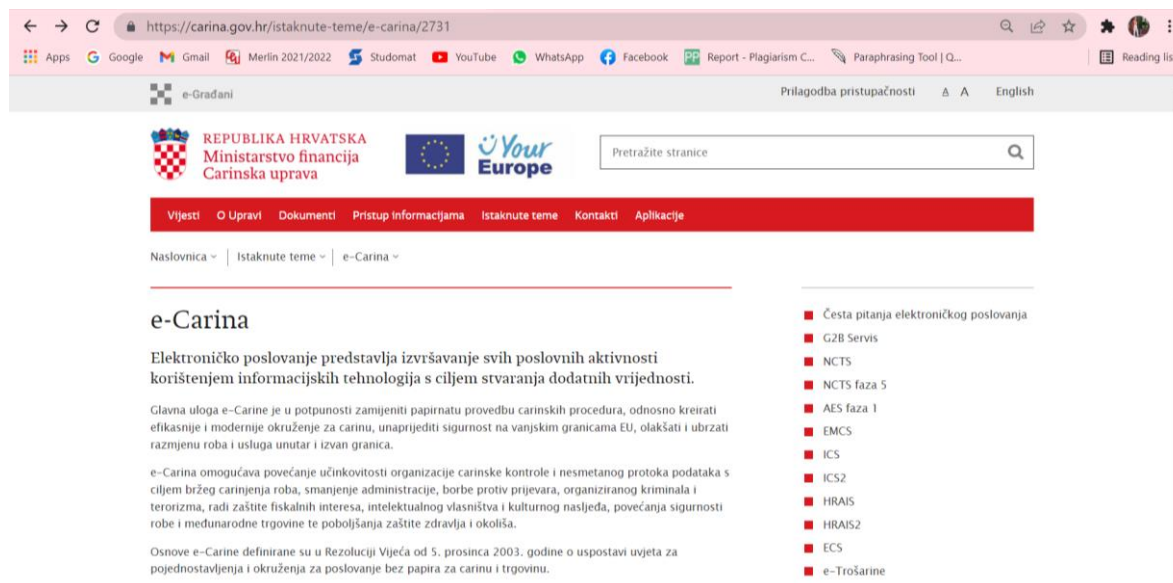 https://carina.gov.hr/istaknute-teme/e-carina/2731
Apps Google Gmail Merlin 2021/2022 Studomat YouTube WhatsApp Facebook Report - Plagiarism C... Paraphrasing Tool | Q... Reading lis
e-Građani Prilagodba pristupačnosti A A English
REPUBLIKA HRVATSKA
Ministarstvo financija
Carinska uprava
Your
Europe
Pretražite stranice
Vijesti O Upravi Dokumenti Pristup informacijama Istaknute teme Kontakti Aplikacije
Naslovnica Istaknute teme e-Carina
e-Carina
Elektroničko poslovanje predstavlja izvršavanje svih poslovnih aktivnosti
korištenjem informacijskih tehnologija s ciljem stvaranja dodatnih vrijednosti.
Glavna uloga e-Carine je u potpunosti zamijeniti papirnatu provedbu carinskih procedura, odnosno kreirati
efikasnije i modernije okruženje za carinu, unaprijediti sigurnost na vanjskim granicama EU, olakšati i ubrzati
razmjenu roba i usluga unutar i izvan granica.
e-Carina omogućava povećanje učinkovitosti organizacije carinske kontrole i nesmetanog protoka podataka s
ciljem bržeg carinjenja roba, smanjenje administracije, borbe protiv prijevara, organiziranog kriminala i
terorizma, radi zaštite fiskalnih interesa, intelektualnog vlasništva i kulturnog nasljeđa, povećanja sigurnosti
robe i međunarodne trgovine te poboljšanja zaštite zdravlja i okoliša.
Osnove e-Carine definirane su u Rezoluciji Vijeća od 5. prosinca 2003. godine o uspostavi uvjeta za
pojednostavljenja i okruženja za poslovanje bez papira za carinu i trgovinu.
Česta pitanja elektroničkog poslovanja
G2B Servis
NCTS
NCTS faza 5
AES faza 1
EMCS
ICS
ICS2
HRAIS
HRAIS2
ECS
e-Trošarine